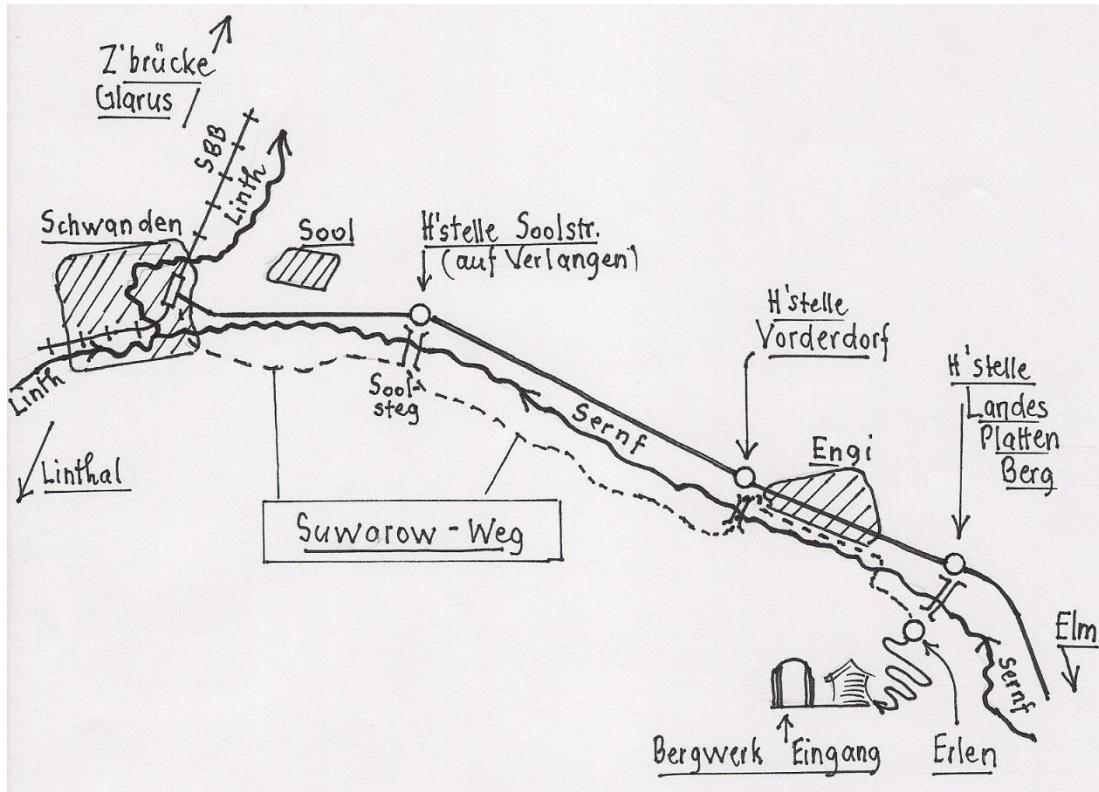 Z'brücke
Glarus
SBB
Linth
Schwanden
Sool
H'stelle Soolstr.
(auf Verlangen)
H'stelle
Vorderdorf
H'stelle
Landes
Platten
Berg
Linth
Sool-
steg
Sernf
Engi
Linthal
Suwarow-Weg
Elm
Sernf
Bergwerk Eingang
Erlen